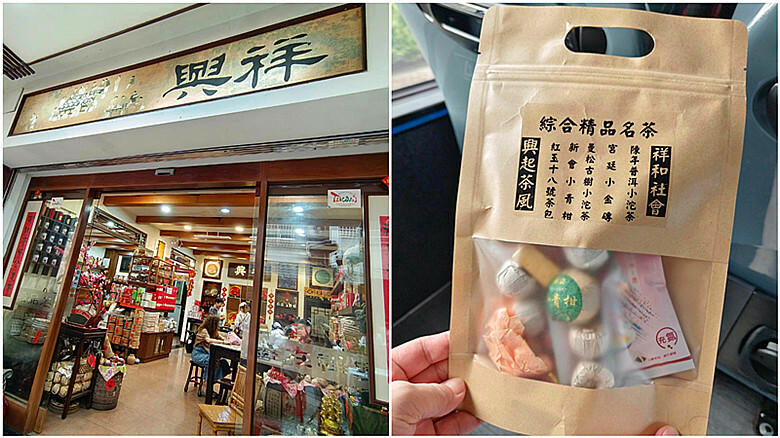 祥興
綜合精品名茶
祥和社會
陳年普洱小沱茶
宮廷小金磚
曼松古樹小沱茶
新會小青柑
紅玉十八號茶包
興起茶風
青柑